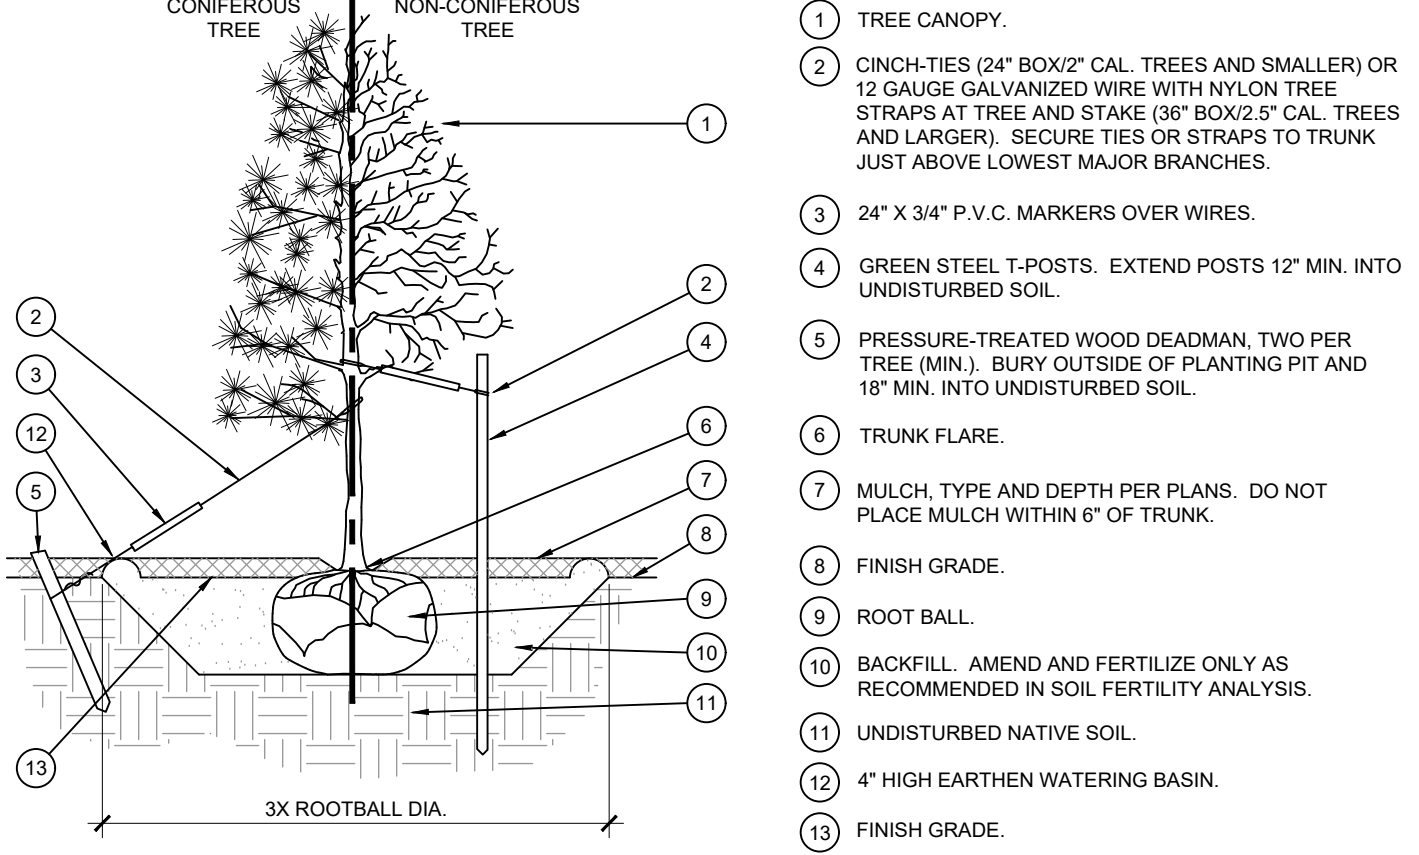 CONIFEROUS
TREE
NON-CONIFEROUS
TREE
1
2
4
6
7
8
9
10
11
2
3
12
5
13
3X ROOTBALL DIA.
1 TREE CANOPY.
2 CINCH-TIES (24" BOX/2" CAL. TREES AND SMALLER) OR
12 GAUGE GALVANIZED WIRE WITH NYLON TREE
STRAPS AT TREE AND STAKE (36" BOX/2.5" CAL. TREES
AND LARGER). SECURE TIES OR STRAPS TO TRUNK
JUST ABOVE LOWEST MAJOR BRANCHES.
3 24" X 3/4" P.V.C. MARKERS OVER WIRES.
4 GREEN STEEL T-POSTS. EXTEND POSTS 12" MIN. INTO
UNDISTURBED SOIL.
5 PRESSURE-TREATED WOOD DEADMAN, TWO PER
TREE (MIN.). BURY OUTSIDE OF PLANTING PIT AND
18" MIN. INTO UNDISTURBED SOIL.
6 TRUNK FLARE.
7 MULCH, TYPE AND DEPTH PER PLANS. DO NOT
PLACE MULCH WITHIN 6" OF TRUNK.
8 FINISH GRADE.
9 ROOT BALL.
10 BACKFILL. AMEND AND FERTILIZE ONLY AS
RECOMMENDED IN SOIL FERTILITY ANALYSIS.
11 UNDISTURBED NATIVE SOIL.
12 4" HIGH EARTHEN WATERING BASIN.
13 FINISH GRADE.